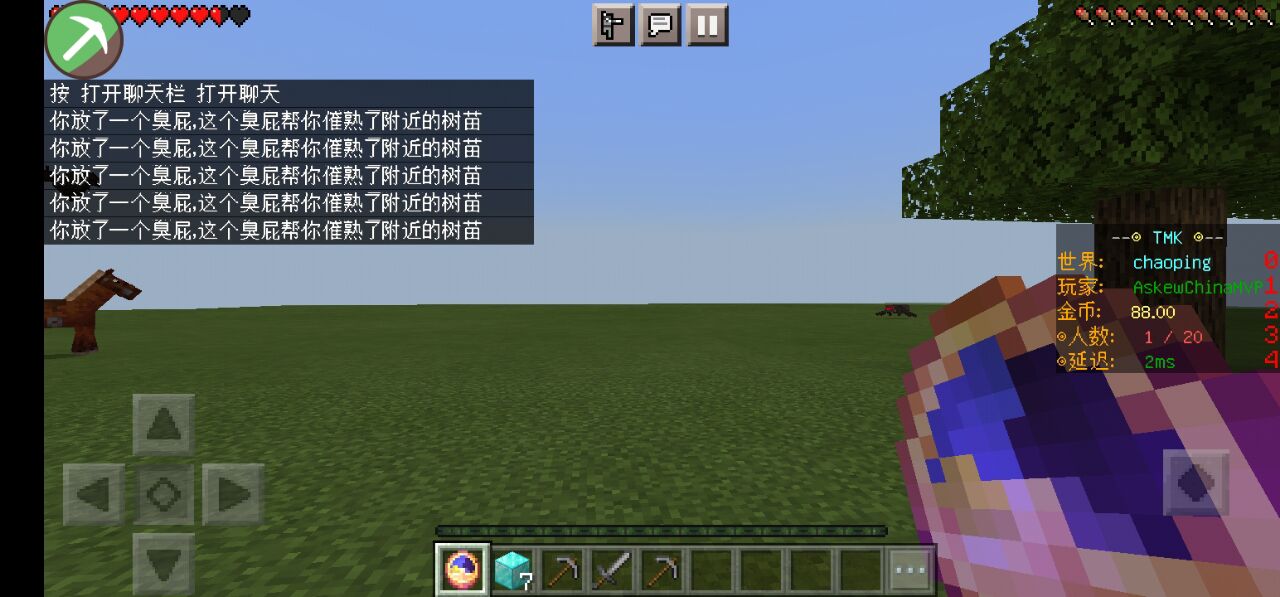 按 打开聊天栏 打开聊天
你放了一个臭屁,这个臭屁帮你催熟了附近的树苗
你放了一个臭屁,这个臭屁帮你催熟了附近的树苗
你放了一个臭屁,这个臭屁帮你催熟了附近的树苗
你放了一个臭屁,这个臭屁帮你催熟了附近的树苗
你放了一个臭屁,这个臭屁帮你催熟了附近的树苗
--⊙ TMK ⊙--
世界: chaoping 0
玩家: AskewChinaMVP 1
金币: 88.00 2
⊙人数: 1 / 20 3
⊙延迟: 2ms 4
7